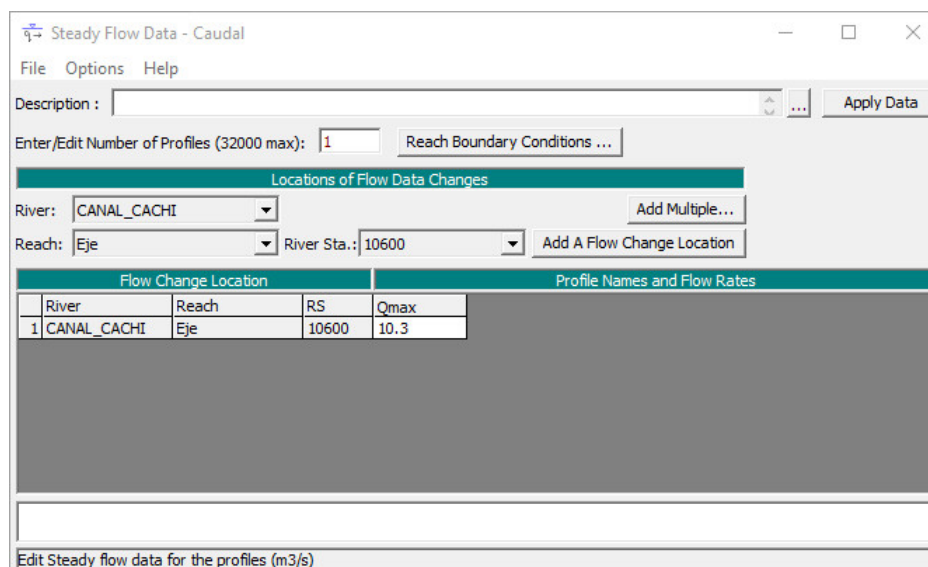 Steady Flow Data - Caudal
File Options Help
Description : ... Apply Data
Enter/Edit Number of Profiles (32000 max): 1 Reach Boundary Conditions ...
Locations of Flow Data Changes
River: CANAL_CACHI Add Multiple...
Reach: Eje River Sta.: 10600 Add A Flow Change Location
Flow Change Location Profile Names and Flow Rates
River Reach RS Qmax
1 CANAL_CACHI Eje 10600 10.3
Edit Steady flow data for the profiles (m3/s)